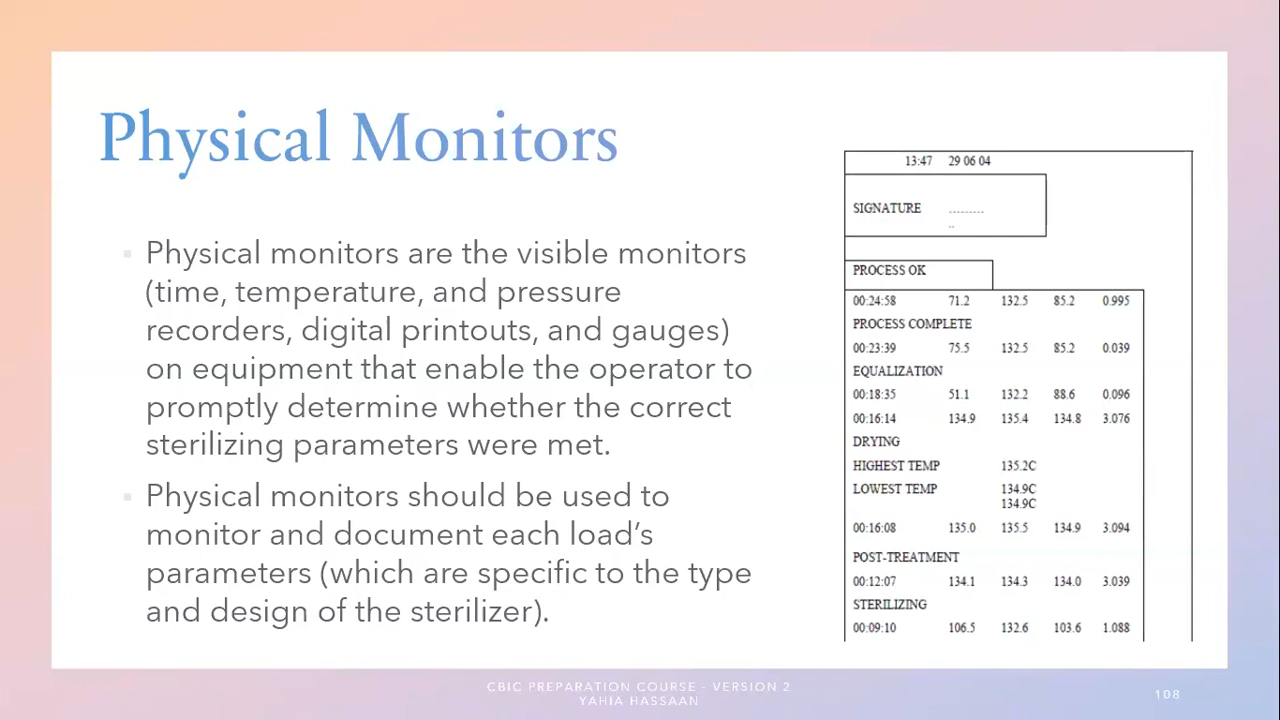 Physical Monitors
Physical monitors are the visible monitors
(time, temperature, and pressure
recorders, digital printouts, and gauges)
on equipment that enable the operator to
promptly determine whether the correct
sterilizing parameters were met.
Physical monitors should be used to
monitor and document each load’s
parameters (which are specific to the type
and design of the sterilizer).
13:47 29 06 04
SIGNATURE ---------
--
PROCESS OK
00:24:58 71.2 132.5 85.2 0.995
PROCESS COMPLETE
00:23:39 75.5 132.5 85.2 0.039
EQUALIZATION
00:18:35 51.1 132.2 88.6 0.096
00:16:14 134.9 135.4 134.8 3.076
DRYING
HIGHEST TEMP 135.2C
LOWEST TEMP 134.9C
134.9C
00:16:08 135.0 135.5 134.9 3.094
POST-TREATMENT
00:12:07 134.1 134.3 134.0 3.039
STERILIZING
00:09:10 106.5 132.6 103.6 1.088
CBIC PREPARATION COURSE - VERSION 2
YAHIA HASSAAN
108